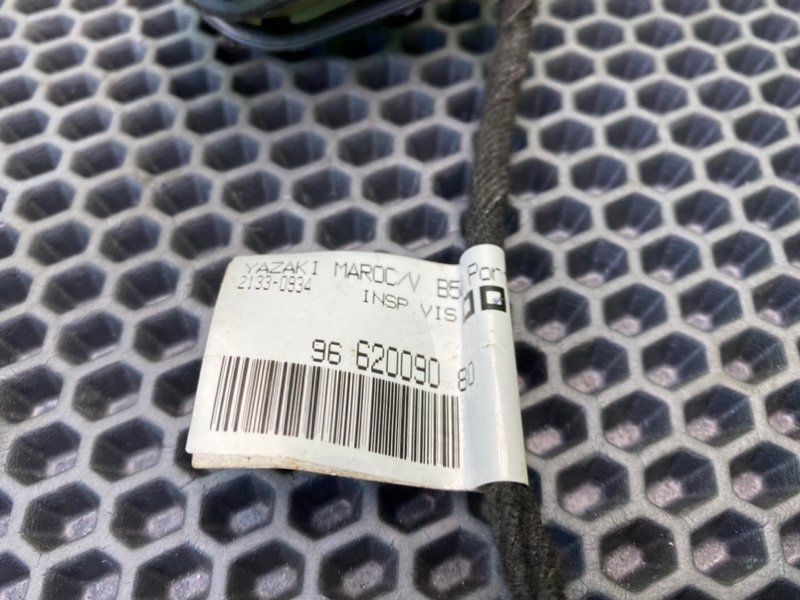 YAZAKI MAROC/V B5 Por
2133-0934
INSP.VIS
96 620090 80